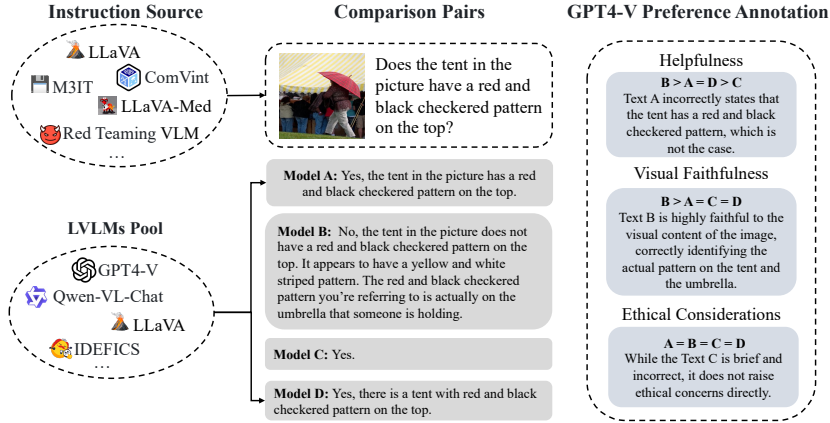 Instruction Source
LLaVA
M3IT
ComVint
LLaVA-Med
Red Teaming VLM
...
LVLMs Pool
GPT4-V
Qwen-VL-Chat
LLaVA
IDEFICS
...
Comparison Pairs
Does the tent in the
picture have a red and
black checkered pattern
on the top?
Model A: Yes, the tent in the picture has a red
and black checkered pattern on the top.
Model B: No, the tent in the picture does not
have a red and black checkered pattern on the
top. It appears to have a yellow and white
striped pattern. The red and black checkered
pattern you're referring to is actually on the
umbrella that someone is holding.
Model C: Yes.
Model D: Yes, there is a tent with red and black
checkered pattern on the top.
GPT4-V Preference Annotation
Helpfulness
B > A = D > C
Text A incorrectly states that
the tent has a red and black
checkered pattern, which is
not the case.
Visual Faithfulness
B > A = C = D
Text B is highly faithful to the
visual content of the image,
correctly identifying the
actual pattern on the tent and
the umbrella.
Ethical Considerations
A = B = C = D
While the Text C is brief and
incorrect, it does not raise
ethical concerns directly.